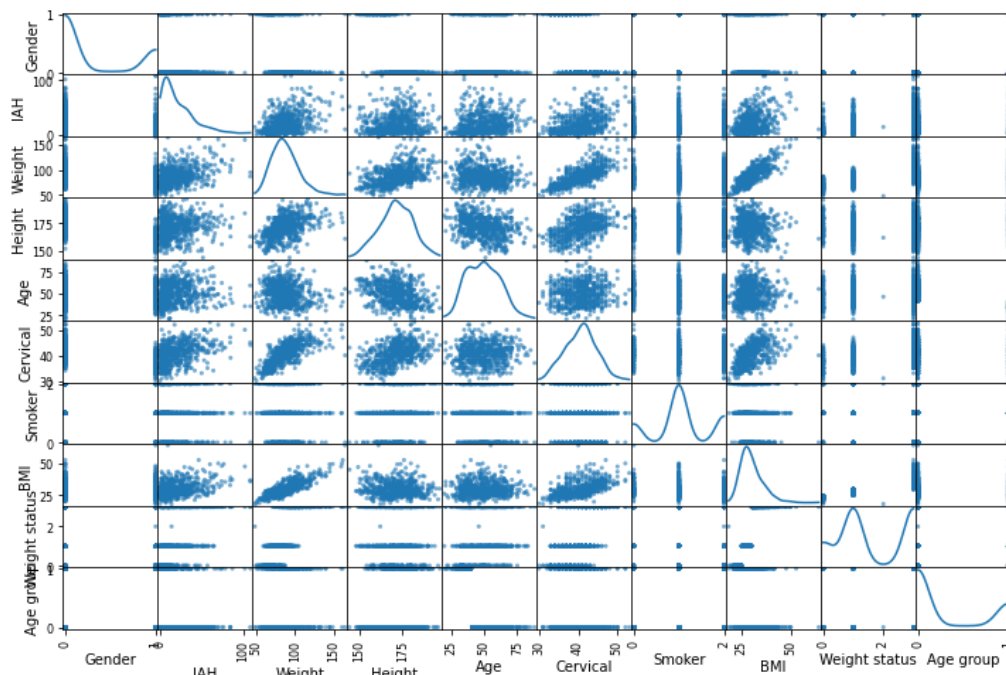 Gender
1
0
IAH
100
0
Weight
150
100
50
Height
175
150
Age
75
50
25
Cervical
50
40
30
Smoker
2
0
BMI
50
25
Weight status
2
0
Age group
1
0
0 1 0 100 50 100 150 150 175 25 50 75 30 40 50 0 2 25 50 0 2 0 1
Gender IAH Weight Height Age Cervical Smoker BMI Weight status Age group